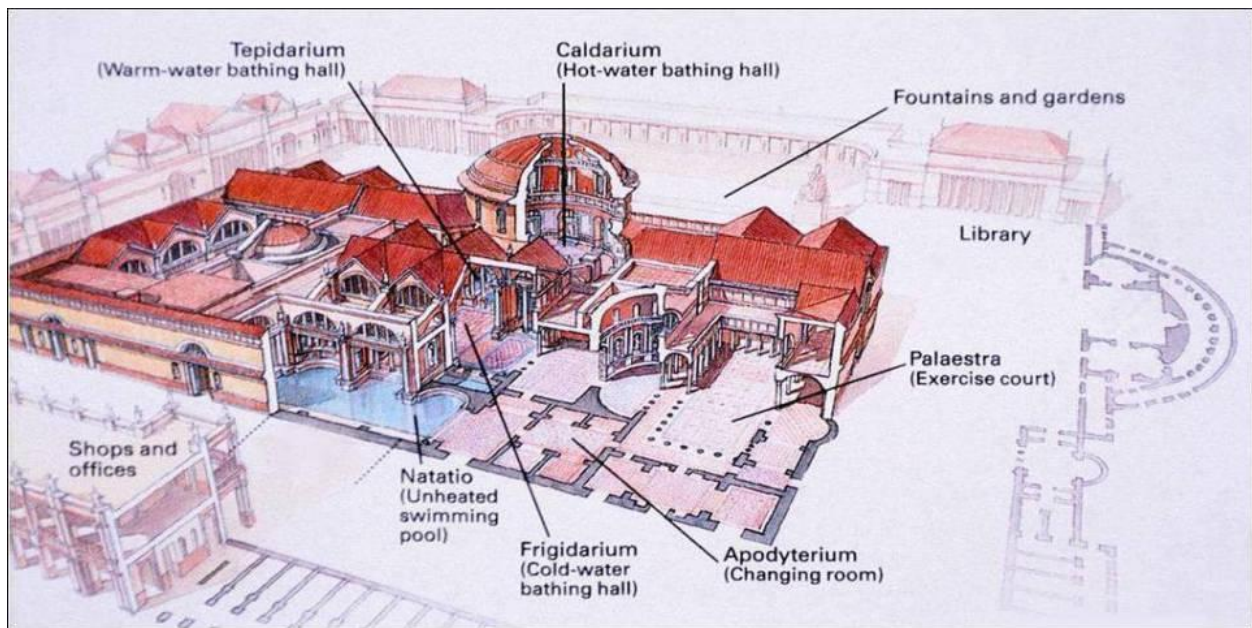 Tepidarium
(Warm-water bathing hall)
Caldarium
(Hot-water bathing hall)
Fountains and gardens
Library
Palaestra
(Exercise court)
Shops and
offices
Natatio
(Unheated
swimming
pool)
Frigidarium
(Cold-water
bathing hall)
Apodyterium
(Changing room)